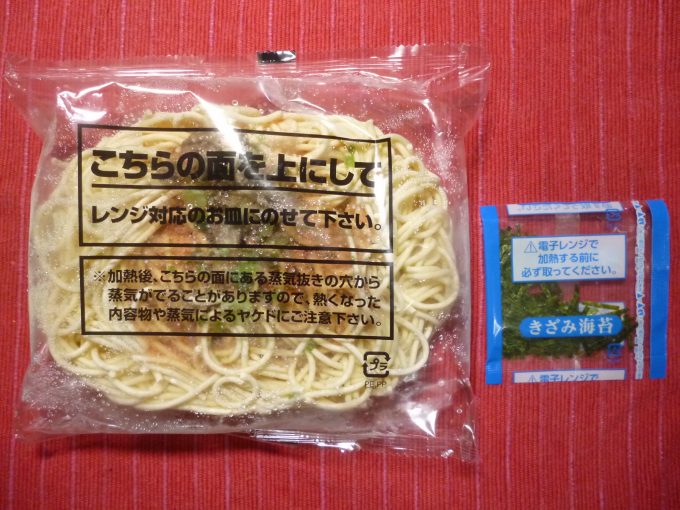 こちらの面を上にして
レンジ対応のお皿にのせて下さい。
※加熱後、こちらの面にある蒸気抜きの穴から
蒸気がでることがありますので、熱くなった
内容物や蒸気によるヤケドにご注意下さい。
プラ
PE,PP
⚠電子レンジで
加熱する前に
必ず取ってください。
きざみ海苔
⚠電子レンジで